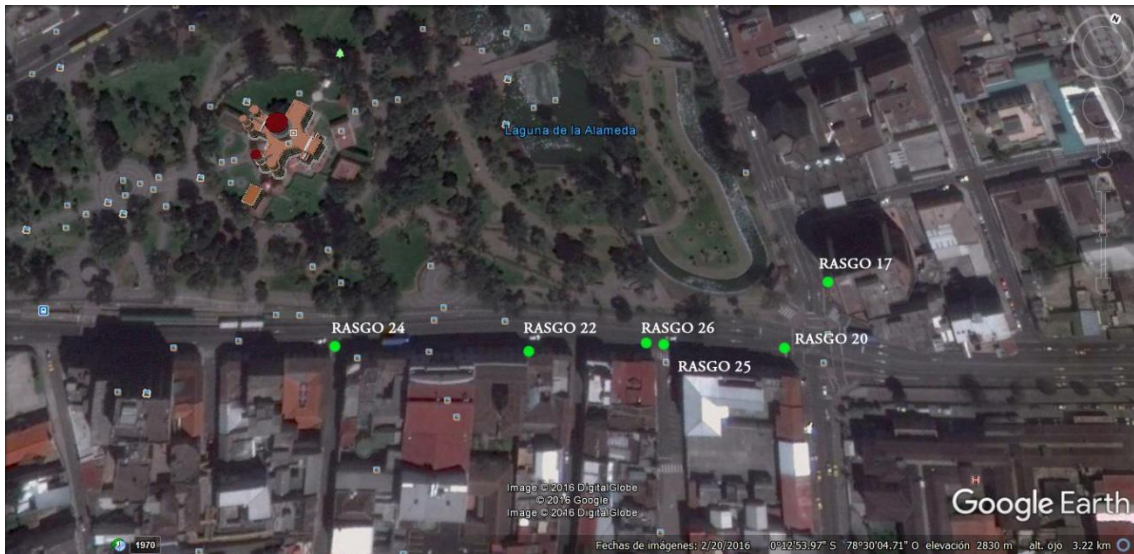 N
Laguna de la Alameda
RASGO 17
RASGO 24
RASGO 22
RASGO 26
RASGO 20
RASGO 25
H
Image © 2016 DigitalGlobe
© 2016 Google
Image © 2016 DigitalGlobe
Google Earth
1970
Fechas de imágenes: 2/20/2016 0°12'53.97" S 78°30'04.71" O elevación 2830 m alt. ojo 3.22 km